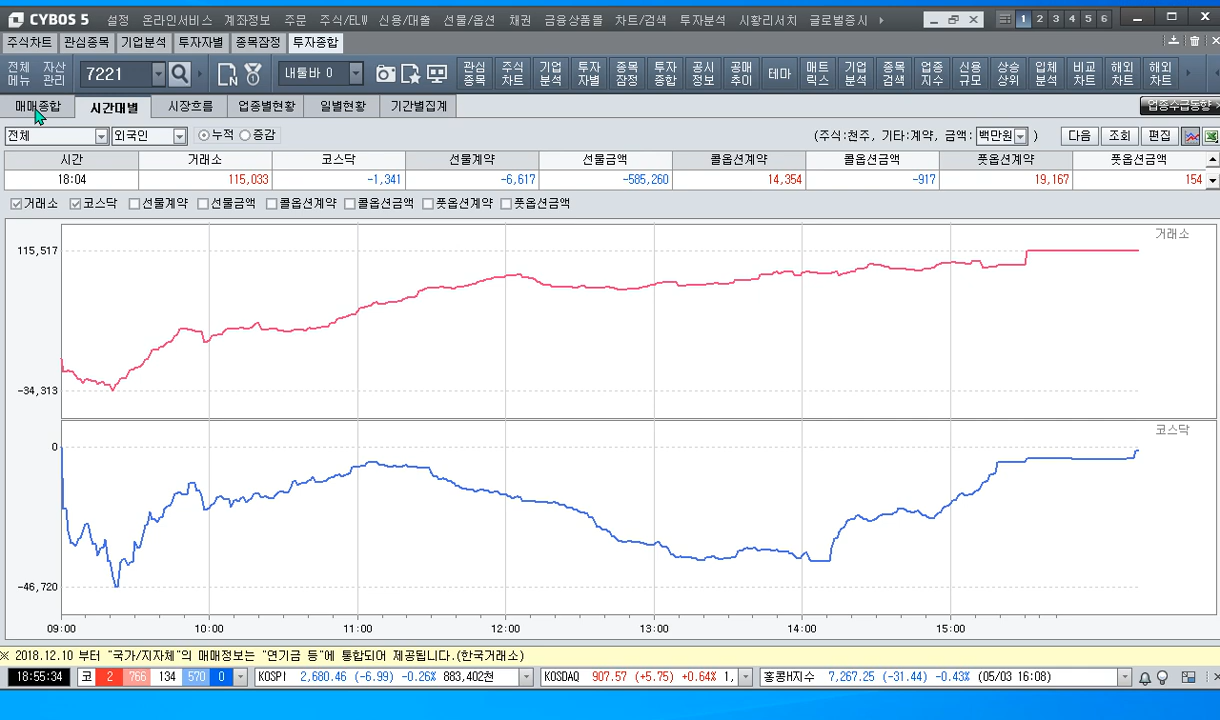 CYBOS 5 설정 온라인서비스 계좌정보 주문 주식/ELW 신용/대출 선물/옵션 채권 금융상품몰 차트/검색 투자분석 시황리서치 글로벌증시 1 2 3 4 5 6
주식차트 관심종목 기업분석 투자자별 종목잠정 투자종합
전체 메뉴 자산 관리 7221 내툴바 0 관심 종목 주식 차트 기업 분석 투자 자별 종목 잠정 투자 종합 공시 정보 공매 추이 테마 매트 릭스 기업 분석 종목 검색 업종 지수 신용 규모 상승 상위 입체 분석 비교 차트 해외 차트 해외 차트
매매종합 시간대별 시장흐름 업종별현황 일별현황 기간별집계 업종수급동향
전체 외국인 누적 증감 (주식:천주, 기타:계약, 금액: 백만원 ) 다음 조회 편집
시간 거래소 코스닥 선물계약 선물금액 콜옵션계약 콜옵션금액 풋옵션계약 풋옵션금액
18:04 115,033 -1,341 -6,617 -585,260 14,354 -917 19,167 154
거래소 코스닥 선물계약 선물금액 콜옵션계약 콜옵션금액 풋옵션계약 풋옵션금액
거래소
115,517
-34,313
코스닥
0
-46,720
09:00 10:00 11:00 12:00 13:00 14:00 15:00
※ 2018.12.10 부터 "국가/지자체"의 매매정보는 "연기금 등"에 통합되어 제공됩니다.(한국거래소)
18:55:34 코 2 766 134 570 0 KOSPI 2,680.46 (-6.99) -0.26% 883,402천 KOSDAQ 907.57 (+5.75) +0.64% 1, 홍콩H지수 7,267.25 (-31.44) -0.43% (05/03 16:08)